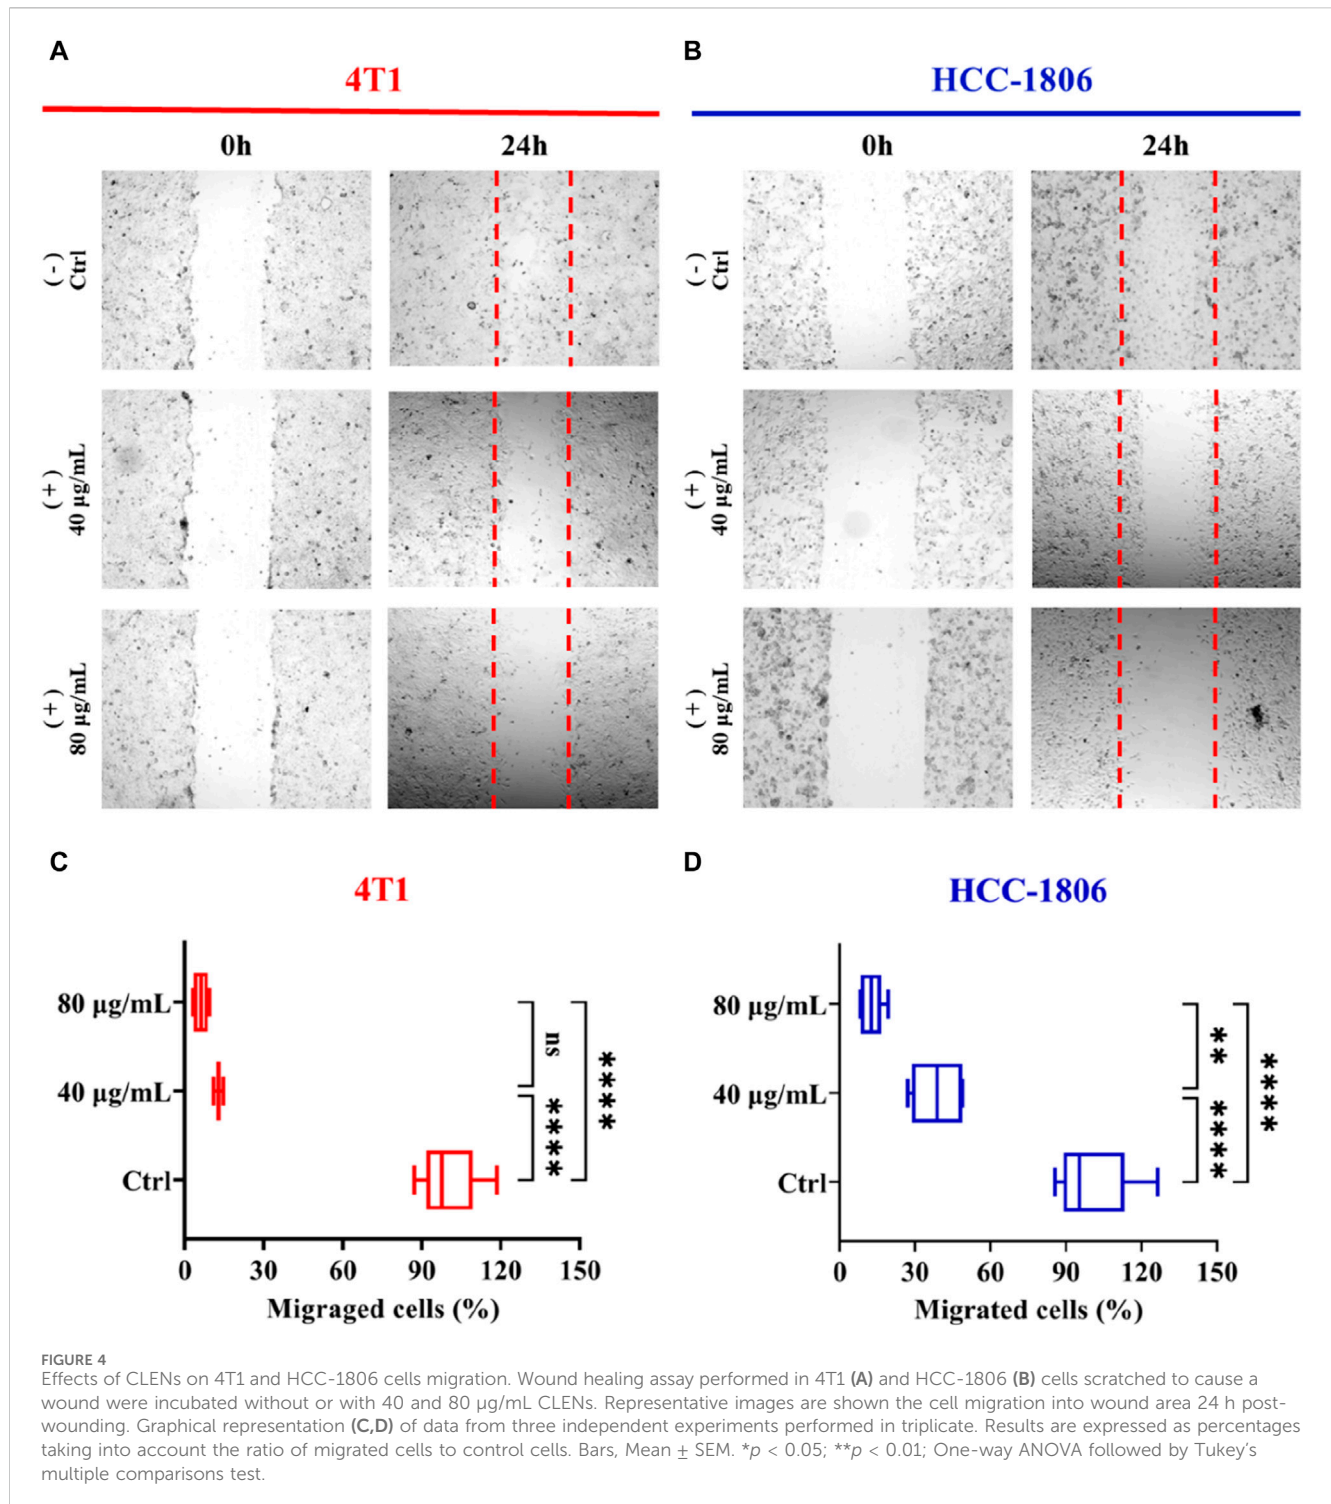 A
4T1
0h
24h
(-)
Ctrl
(+)
40 µg/mL
(+)
80 µg/mL
B
HCC-1806
0h
24h
(-)
Ctrl
(+)
40 µg/mL
(+)
80 µg/mL
C
4T1
80 µg/mL
40 µg/mL
Ctrl
ns
****
****
0 30 60 90 120 150
Migraged cells (%)
D
HCC-1806
80 µg/mL
40 µg/mL
Ctrl
**
****
****
0 30 60 90 120 150
Migrated cells (%)
FIGURE 4
Effects of CLENs on 4T1 and HCC-1806 cells migration. Wound healing assay performed in 4T1 (A) and HCC-1806 (B) cells scratched to cause a
wound were incubated without or with 40 and 80 µg/mL CLENs. Representative images are shown the cell migration into wound area 24 h post-
wounding. Graphical representation (C,D) of data from three independent experiments performed in triplicate. Results are expressed as percentages
taking into account the ratio of migrated cells to control cells. Bars, Mean ± SEM. *p < 0.05; **p < 0.01; One-way ANOVA followed by Tukey's
multiple comparisons test.